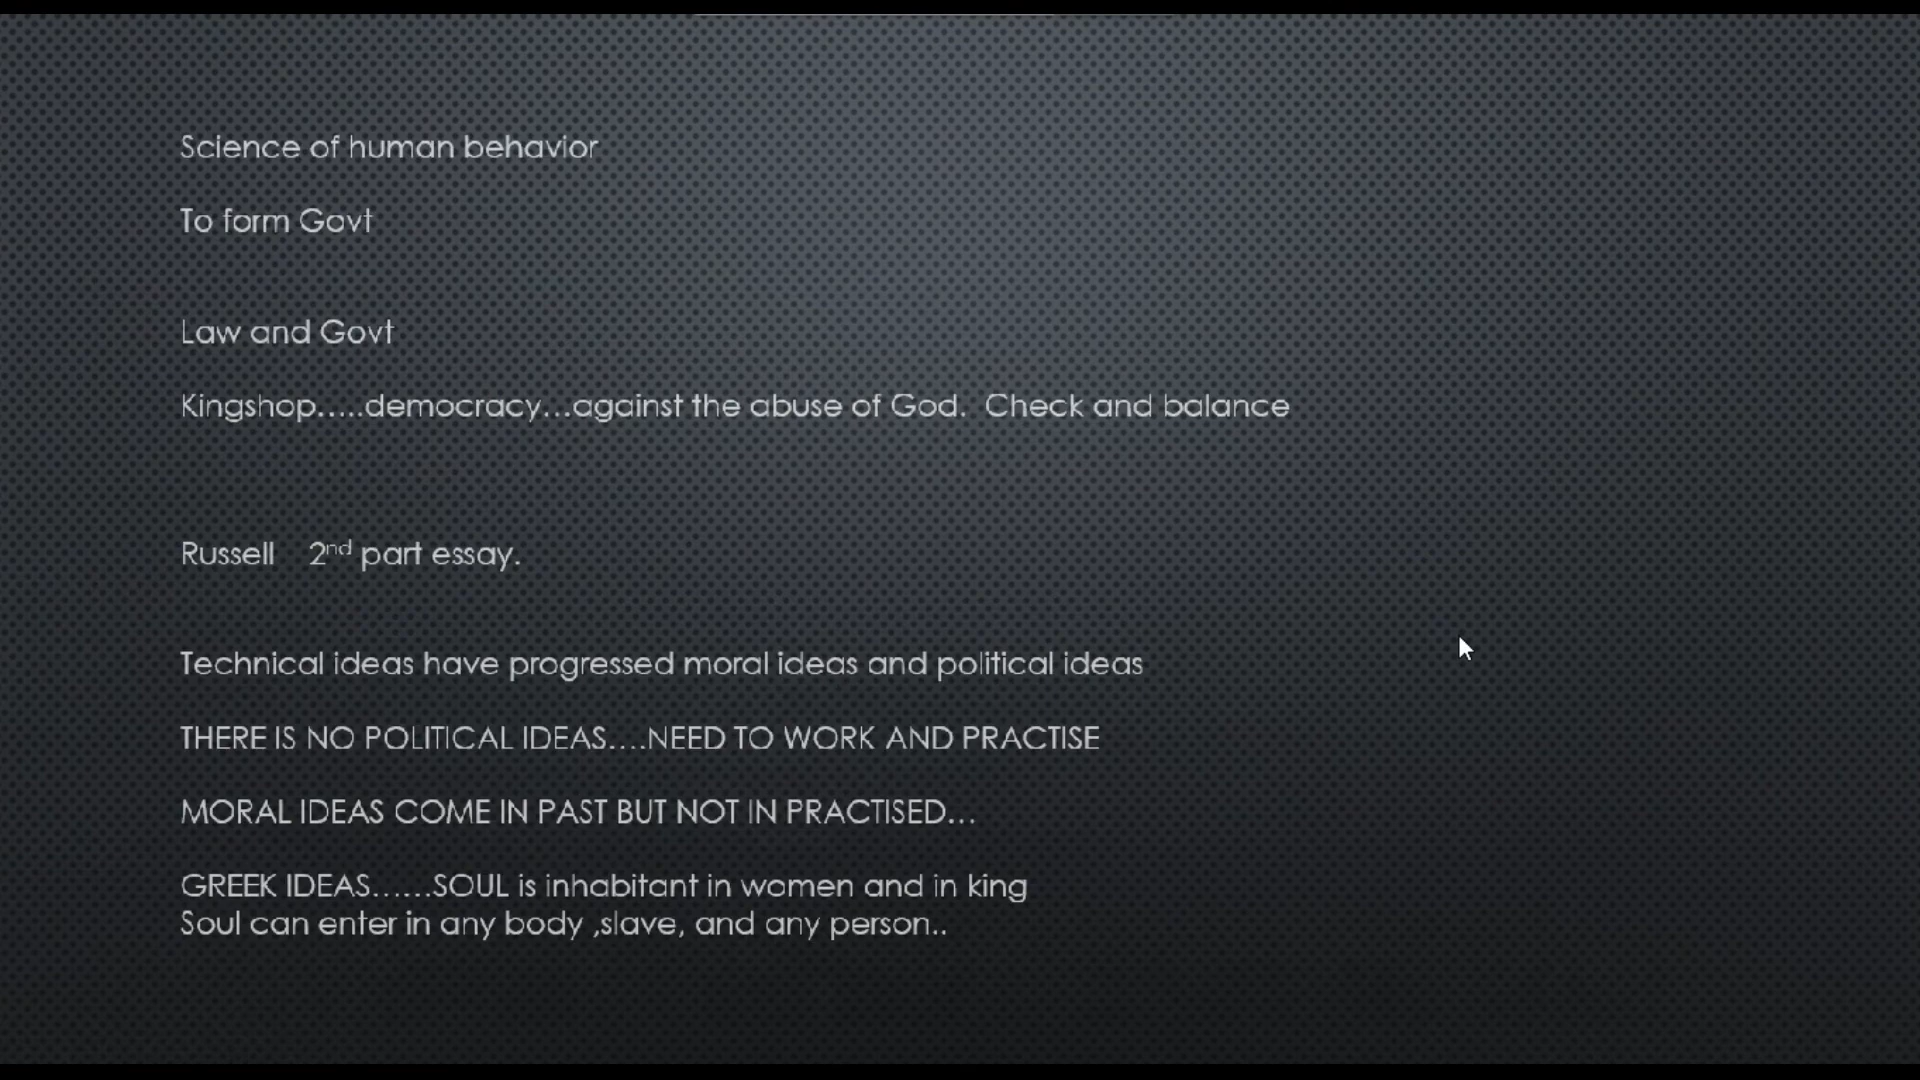 Science of human behavior
To form Govt
Law and Govt
Kingshop.....democracy...against the abuse of God.  Check and balance
Russell    2nd part essay.
Technical ideas have progressed moral ideas and political ideas
THERE IS NO POLITICAL IDEAS....NEED TO WORK AND PRACTISE
MORAL IDEAS COME IN PAST BUT NOT IN PRACTISED...
GREEK IDEAS......SOUL is inhabitant in women and in king
Soul can enter in any body ,slave, and any person..